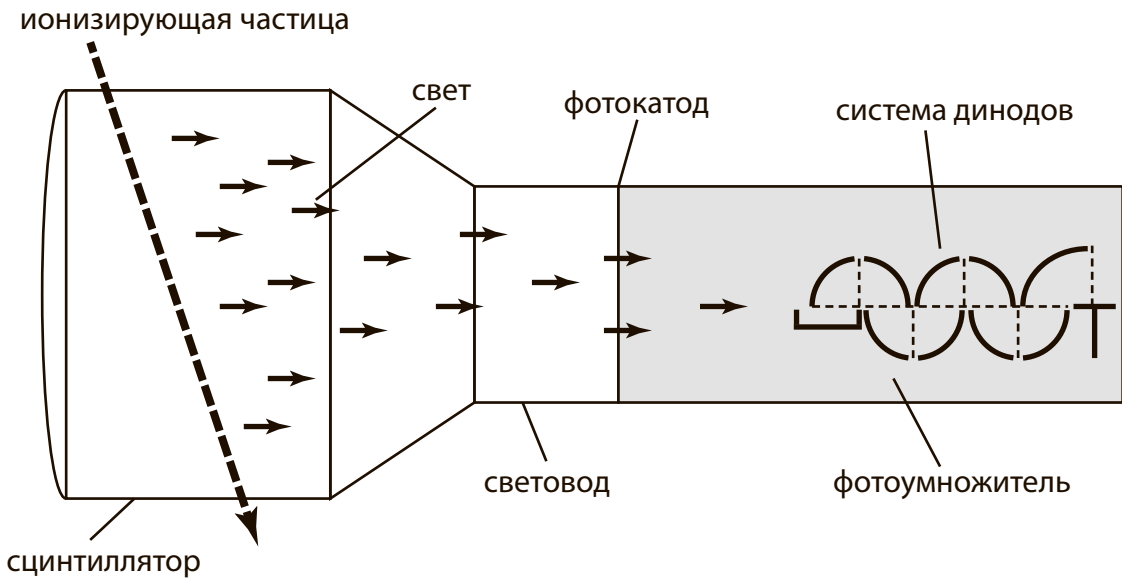 ионизирующая частица
свет
фотокатод
система динодов
световод
фотоумножитель
сцинтиллятор